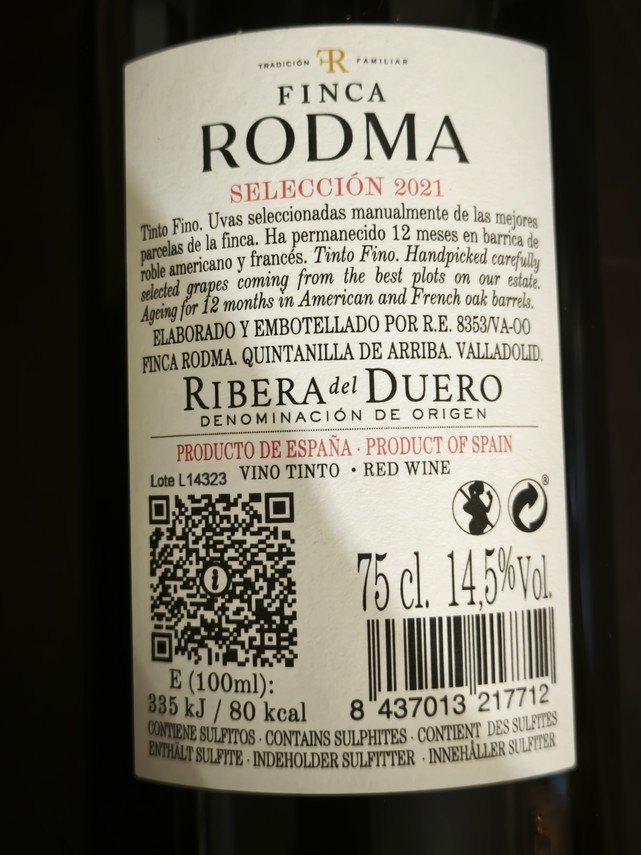 TRADICIÓN FR FAMILIAR
FINCA
RODMA
SELECCIÓN 2021
Tinto Fino. Uvas seleccionadas manualmente de las mejores
parcelas de la finca. Ha permanecido 12 meses en barrica de
roble americano y francés. Tinto Fino. Handpicked carefully
selected grapes coming from the best plots on our estate.
Ageing for 12 months in American and French oak barrels.
ELABORADO Y EMBOTELLADO POR R.E. 8353/VA-00
FINCA RODMA. QUINTANILLA DE ARRIBA. VALLADOLID.
RIBERA del DUERO
DENOMINACIÓN DE ORIGEN
PRODUCTO DE ESPAÑA · PRODUCT OF SPAIN
VINO TINTO · RED WINE
Lote L14323
i
®
75 cl. 14,5%Vol.
E (100ml):
335 kJ / 80 kcal
8 437013 217712
CONTIENE SULFITOS · CONTAINS SULPHITES · CONTIENT DES SULFITES
ENTHÄLT SULFITE · INDEHOLDER SULFITTER · INNEHÅLLER SULFITER